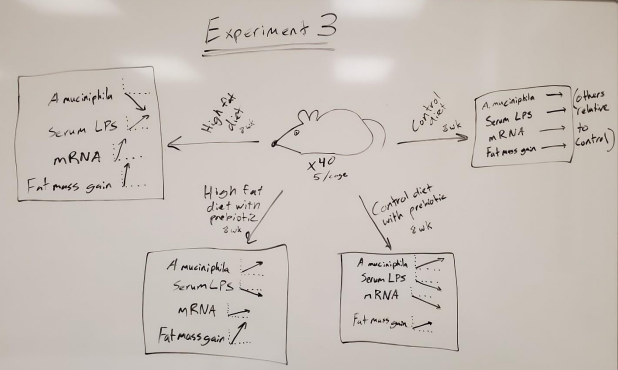 Experiment 3
A muciniphila
Serum LPS
mRNA
Fat mass gain
High fat
diet
8wk
x40
5/cage
Control
diet
8wk
A muciniphila
Serum LPS
mRNA
Fat mass gain
(others
relative
to
control)
High fat
diet with
prebiotic
8wk
Control diet
with prebiotic
8wk
A muciniphila
Serum LPS
mRNA
Fat mass gain
A muciniphila
Serum LPS
mRNA
Fat mass gain